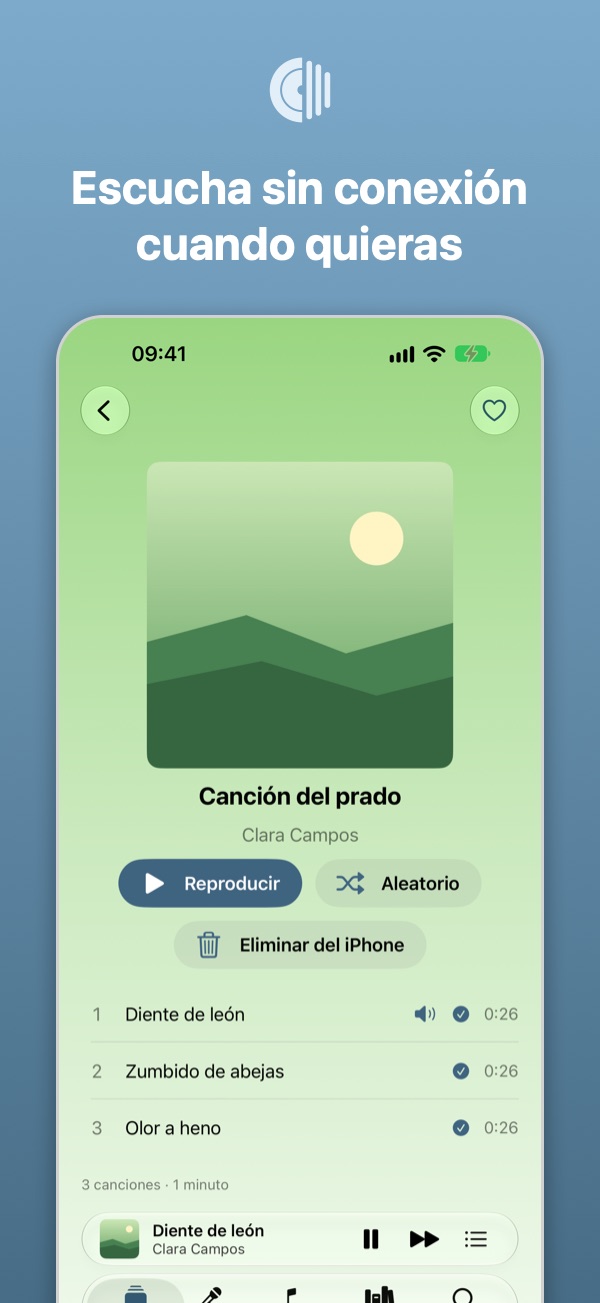 Escucha sin conexión
cuando quieras
09:41
Canción del prado
Clara Campos
Reproducir
Aleatorio
Eliminar del iPhone
1 Diente de león 0:26
2 Zumbido de abejas 0:26
3 Olor a heno 0:26
3 canciones · 1 minuto
Diente de león
Clara Campos